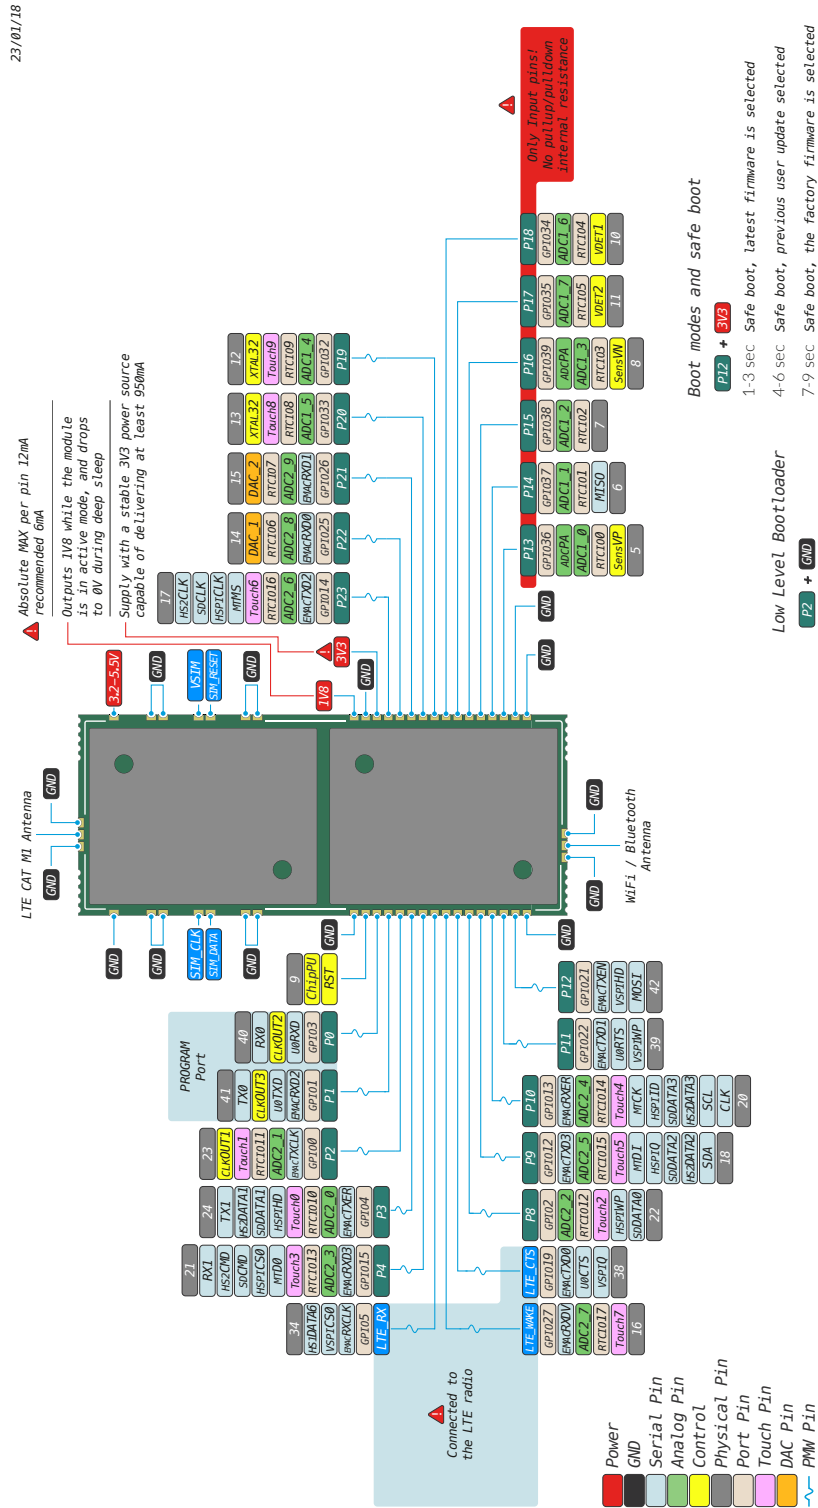 23/01/18
LTE CAT M1 Antenna
GND
GND
Absolute MAX per pin 12mA
recommended 6mA
Outputs 1V8 while the module
is in active mode, and drops
to 0V during deep sleep
Supply with a stable 3V3 power source
capable of delivering at least 950mA
GND
GND
SIM_CLK
SIM_DATA
GND
3.2-5.5V
GND
VSIM
SIM_RESET
GND
PROGRAM
Port
GND
9 ChipPU RST
40 RX0 CLKOUT2 U0RXD GPIO3 P0
41 TX0 CLKOUT3 U0TXD EMACRXD2 GPIO1 P1
23 CLKOUT1 Touch1 RTCIO11 ADC2_1 EMACTXCLK GPIO0 P2
24 TX1 HS2DATA1 SDDATA1 HSPIHD Touch0 RTCIO10 ADC2_0 EMACTXER GPIO4 P3
21 RX1 HS2CMD SDCMD HSPICS0 MTDO Touch3 RTCIO13 ADC2_3 EMACRXD3 GPIO15 P4
34 HS1DATA6 VSPICS0 EMACRXCLK GPIO5 LTE_RX
Connected to
the LTE radio
LTE_WAKE GPIO27 EMACRXDV ADC2_7 RTCIO17 Touch7 16
LTE_CTS GPIO19 EMACTXD0 U0CTS VSPIQ 38
P8 GPIO2 ADC2_2 RTCIO12 Touch2 HSPIWP SDDATA0 22
P9 GPIO12 EMACTXD3 ADC2_5 RTCIO15 Touch5 MTDI HSPIQ SDDATA2 HS2DATA2 SDA 18
P10 GPIO13 EMACRXER ADC2_4 RTCIO14 Touch4 MTCK HSPIID SDDATA3 HS2DATA3 SCL CLK 20
P11 GPIO22 EMACTXD1 U0RTS VSPIWP 39
P12 GPIO21 EMACTXEN VSPIHD MOSI 42
GND
1V8
GND
3V3
17 HS2CLK SDCLK HSPICLK MTMS Touch6 RTCIO16 ADC2_6 EMACTXD2 GPIO14 P23
14 DAC_1 RTCIO6 ADC2_8 EMACRXD0 GPIO25 P22
15 DAC_2 RTCIO7 ADC2_9 EMACRXD1 GPIO26 P21
13 XTAL32 Touch8 RTCIO8 ADC1_5 GPIO33 P20
12 XTAL32 Touch9 RTCIO9 ADC1_4 GPIO32 P19
P18 GPIO34 ADC1_6 RTCIO4 VDET1 10
P17 GPIO35 ADC1_7 RTCIO5 VDET2 11
P16 GPIO39 AdcPA ADC1_3 RTCIO3 SensVN 8
P15 GPIO38 ADC1_2 RTCIO2 7
P14 GPIO37 ADC1_1 RTCIO1 MISO 6
P13 GPIO36 AdcPA ADC1_0 RTCIO0 SensVP 5
GND
GND
Only Input pins!
No pullup/pulldown
internal resistance
GND
GND
WiFi / Bluetooth
Antenna
Power
GND
Serial Pin
Analog Pin
Control
Physical Pin
Port Pin
Touch Pin
DAC Pin
PMW Pin
Low Level Bootloader
P2 + GND
Boot modes and safe boot
P12 + 3V3
1-3 sec Safe boot, latest firmware is selected
4-6 sec Safe boot, previous user update selected
7-9 sec Safe boot, the factory firmware is selected